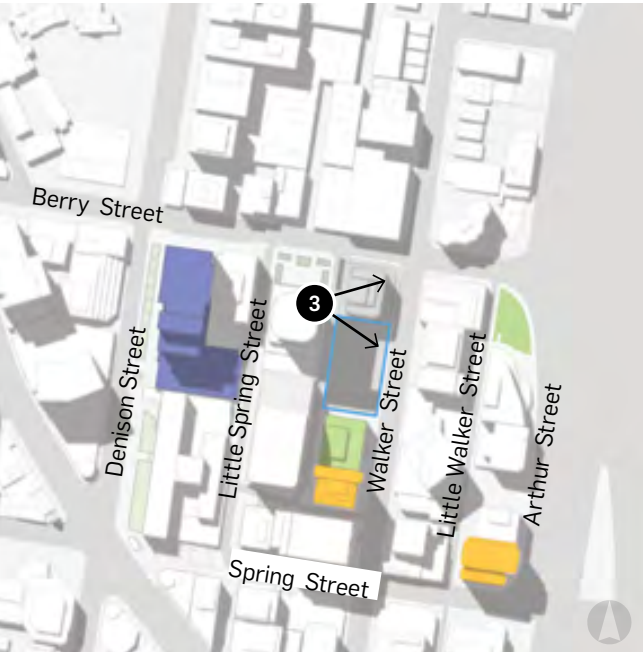 Berry Street
3
Denison Street
Little Spring Street
Walker Street
Little Walker Street
Arthur Street
Spring Street